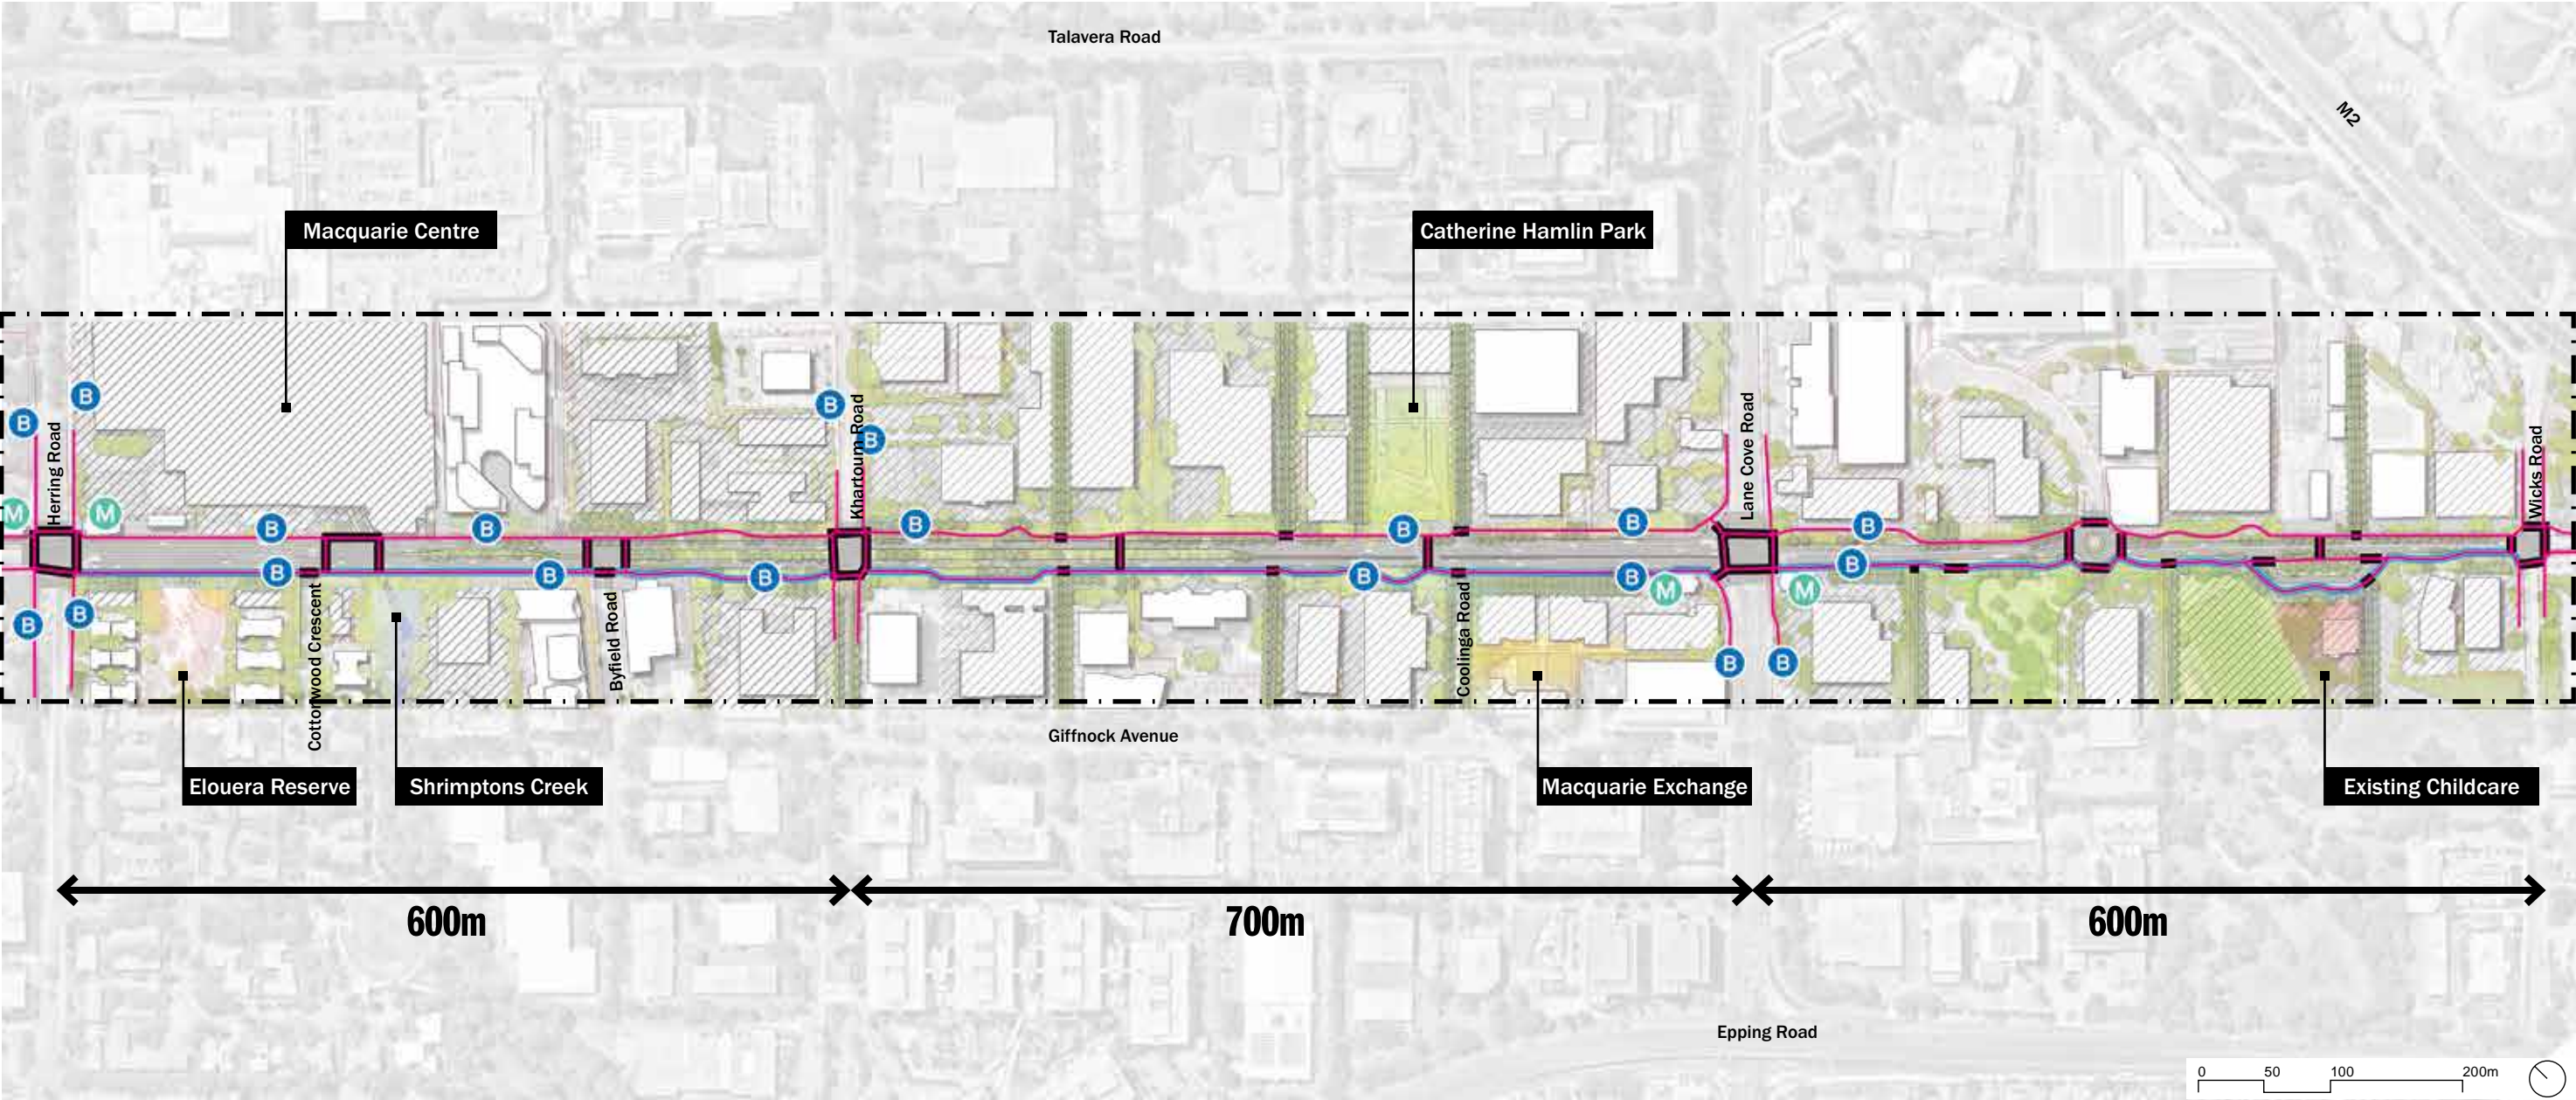 Talavera Road
M2
Macquarie Centre
Catherine Hamlin Park
B
B
B
B
Herring Road
Khartoum Road
Lane Cove Road
Wicks Road
M
M
B
B
B
B
B
B
B
B
B
B
B
B
B
M
M
B
B
Cottonwood Crescent
Byfield Road
Coolinga Road
B
B
Giffnock Avenue
Elouera Reserve
Shrimptons Creek
Macquarie Exchange
Existing Childcare
600m
700m
600m
Epping Road
0 50 100 200m